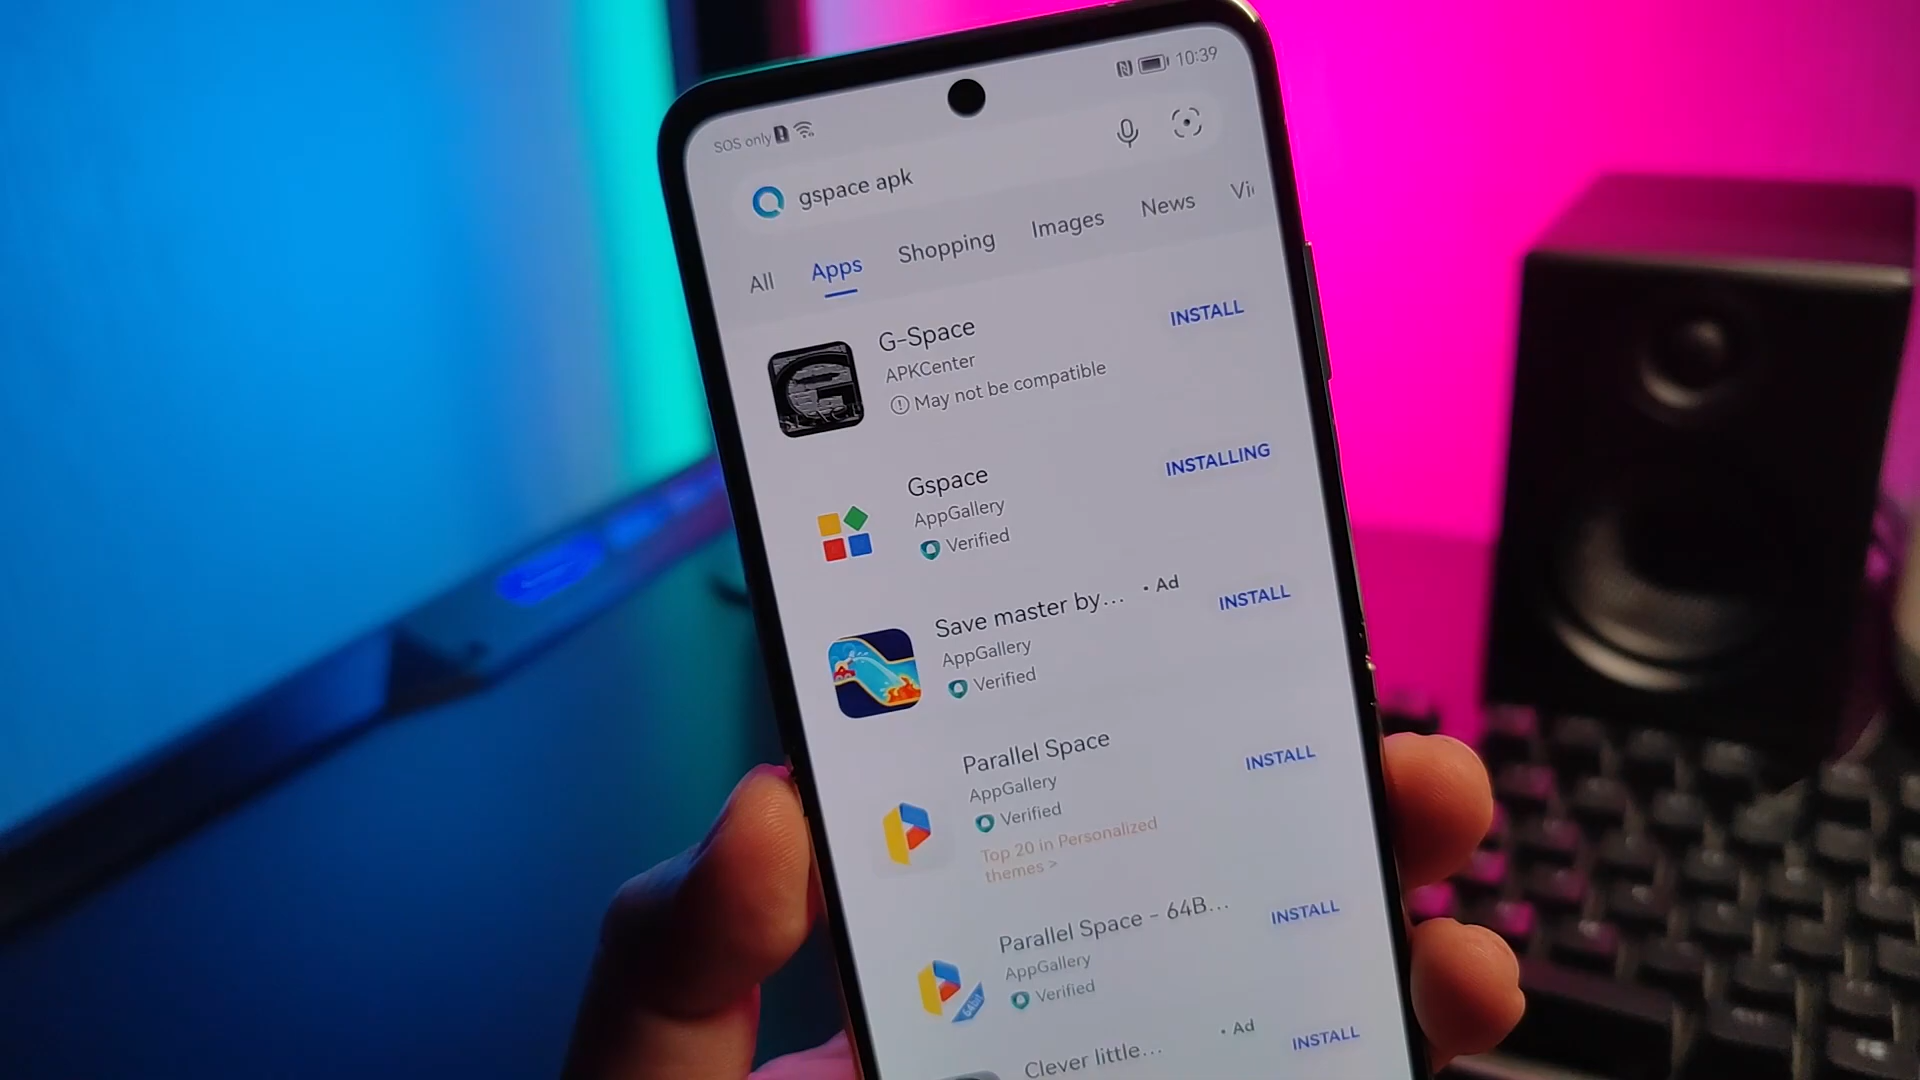 SOS only
10:39
gspace apk
All Apps Shopping Images News Vi
G-Space
APKCenter
May not be compatible
INSTALL
Gspace
AppGallery
Verified
INSTALLING
Save master by... • Ad
AppGallery
Verified
INSTALL
Parallel Space
AppGallery
Verified
Top 20 in Personalized
themes >
INSTALL
Parallel Space - 64B...
AppGallery
Verified
INSTALL
64bit
Clever little... • Ad
INSTALL